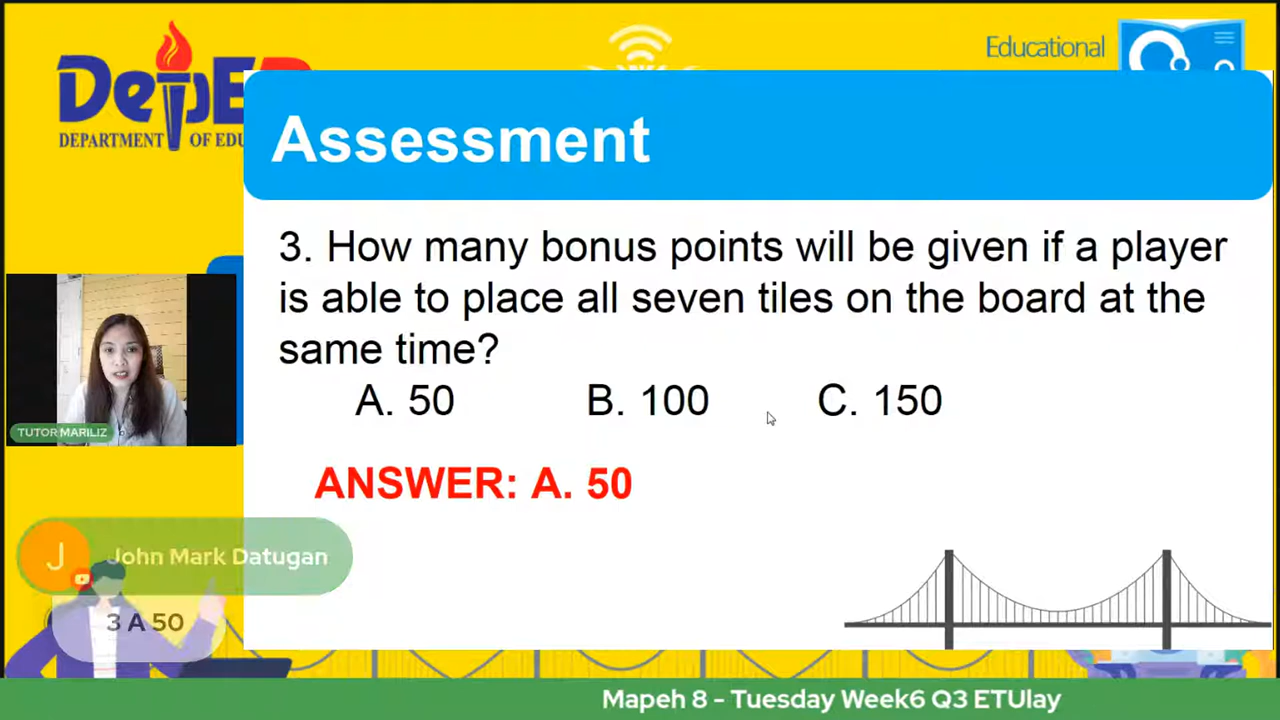 DepED
DEPARTMENT OF EDU
Educational
Assessment
3. How many bonus points will be given if a player
is able to place all seven tiles on the board at the
same time?
A. 50 B. 100 C. 150
ANSWER: A. 50
TUTOR MARILIZ
J John Mark Datugan
3 A 50
Mapeh 8 - Tuesday Week6 Q3 ETUlay